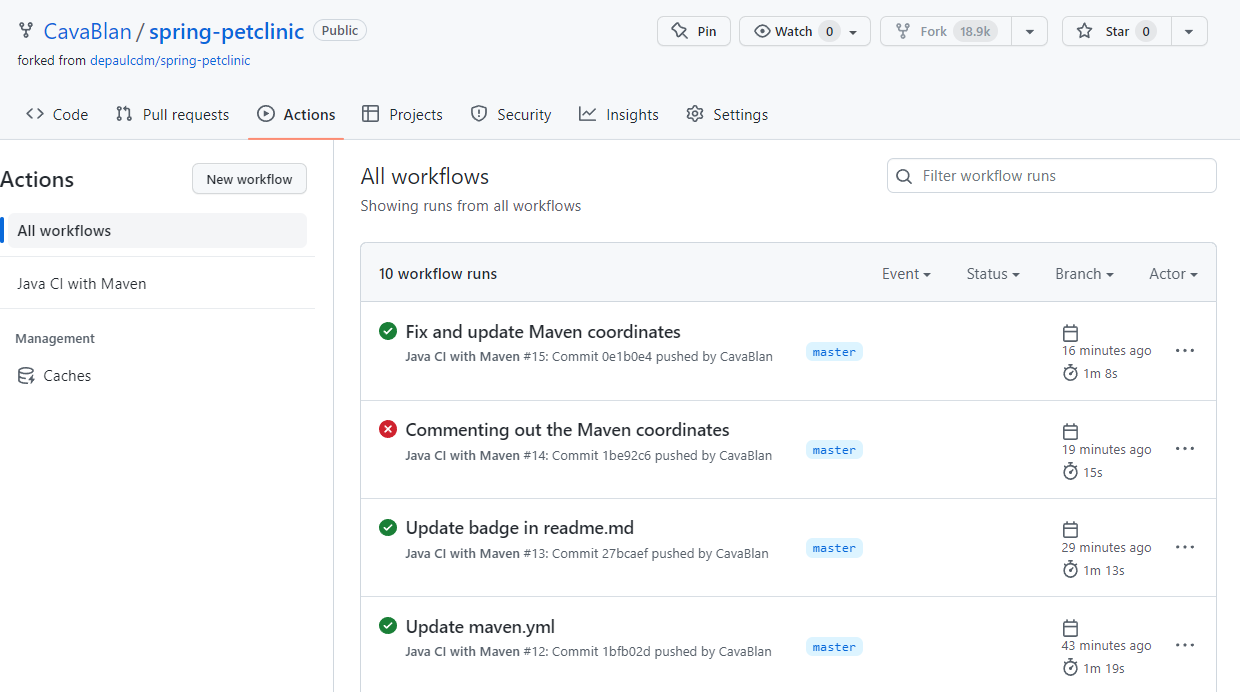 CavaBlan / spring-petclinic Public
Pin
Watch 0
Fork 18.9k
Star 0
forked from depaulcdm/spring-petclinic
Code
Pull requests
Actions
Projects
Security
Insights
Settings
Actions
New workflow
All workflows
Java CI with Maven
Management
Caches
All workflows
Showing runs from all workflows
Filter workflow runs
10 workflow runs
Event
Status
Branch
Actor
Fix and update Maven coordinates
Java CI with Maven #15: Commit 0e1b0e4 pushed by CavaBlan
master
16 minutes ago
1m 8s
Commenting out the Maven coordinates
Java CI with Maven #14: Commit 1be92c6 pushed by CavaBlan
master
19 minutes ago
15s
Update badge in readme.md
Java CI with Maven #13: Commit 27bcaef pushed by CavaBlan
master
29 minutes ago
1m 13s
Update maven.yml
Java CI with Maven #12: Commit 1bfb02d pushed by CavaBlan
master
43 minutes ago
1m 19s